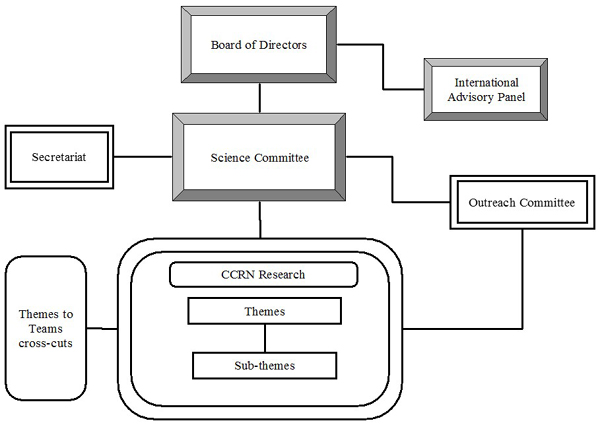 Board of Directors
International
Advisory Panel
Secretariat
Science Committee
Outreach Committee
CCRN Research
Themes
Sub-themes
Themes to
Teams
cross-cuts